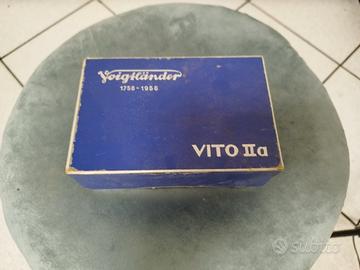 Voigtländer
1756-1956
VITO IIa
subito